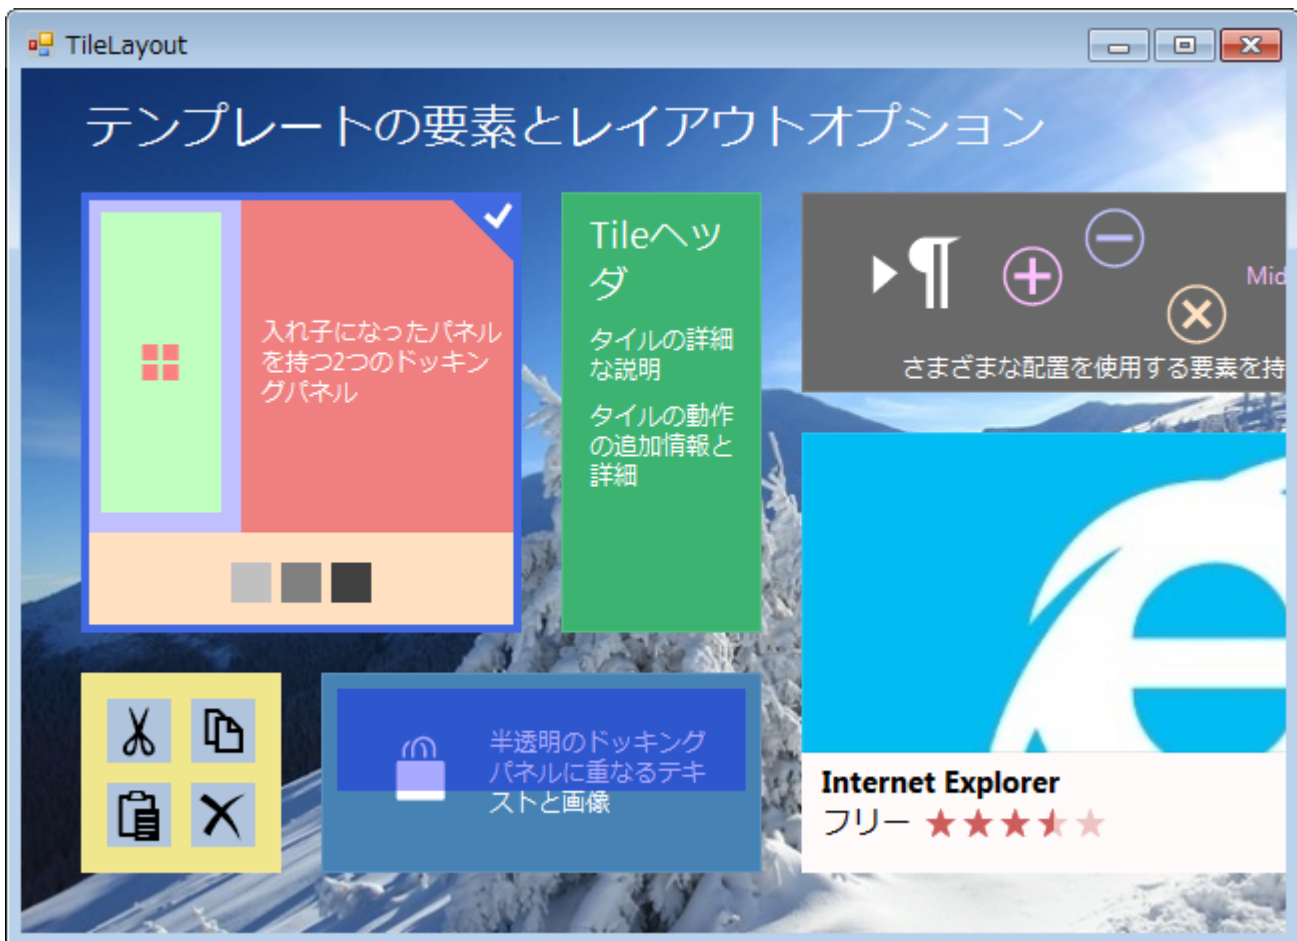 TileLayout
テンプレートの要素とレイアウトオプション
入れ子になったパネル
を持つ2つのドッキン
グパネル
Tileヘッ
ダ
タイルの詳細
な説明
タイルの動作
の追加情報と
詳細
¶
Mid
さまざまな配置を使用する要素を持
半透明のドッキング
パネルに重なるテキ
ストと画像
Internet Explorer
フリー